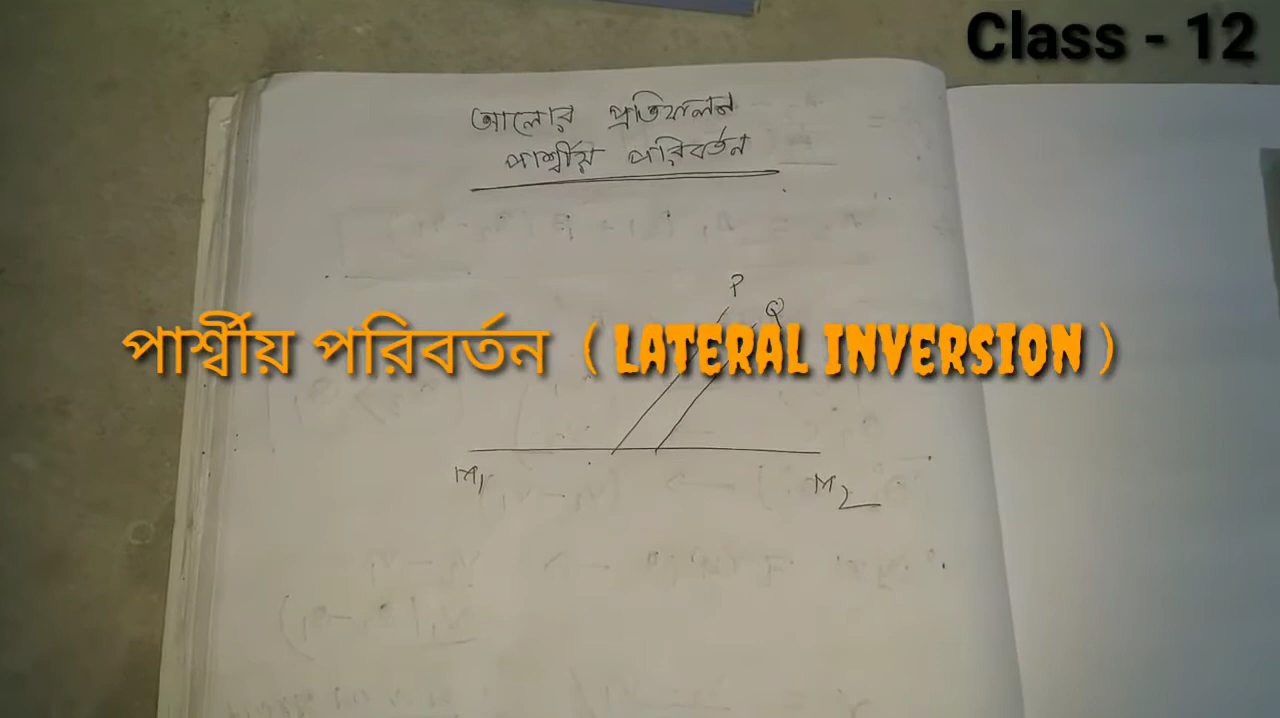 Class - 12
আলোর প্রতিফলন
পার্শ্বীয় পরিবর্তন
P
Q
পার্শ্বীয় পরিবর্তন ( LATERAL INVERSION )
M1
M2